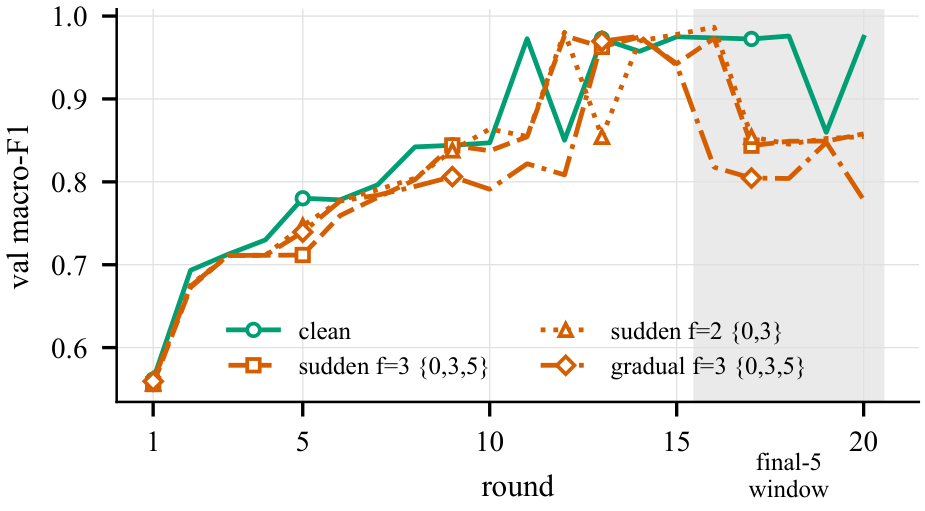 1.0
0.9
0.8
0.7
0.6
val macro-F1
clean
sudden f=3 {0,3,5}
sudden f=2 {0,3}
gradual f=3 {0,3,5}
1 5 10 15 20
final-5
window
round